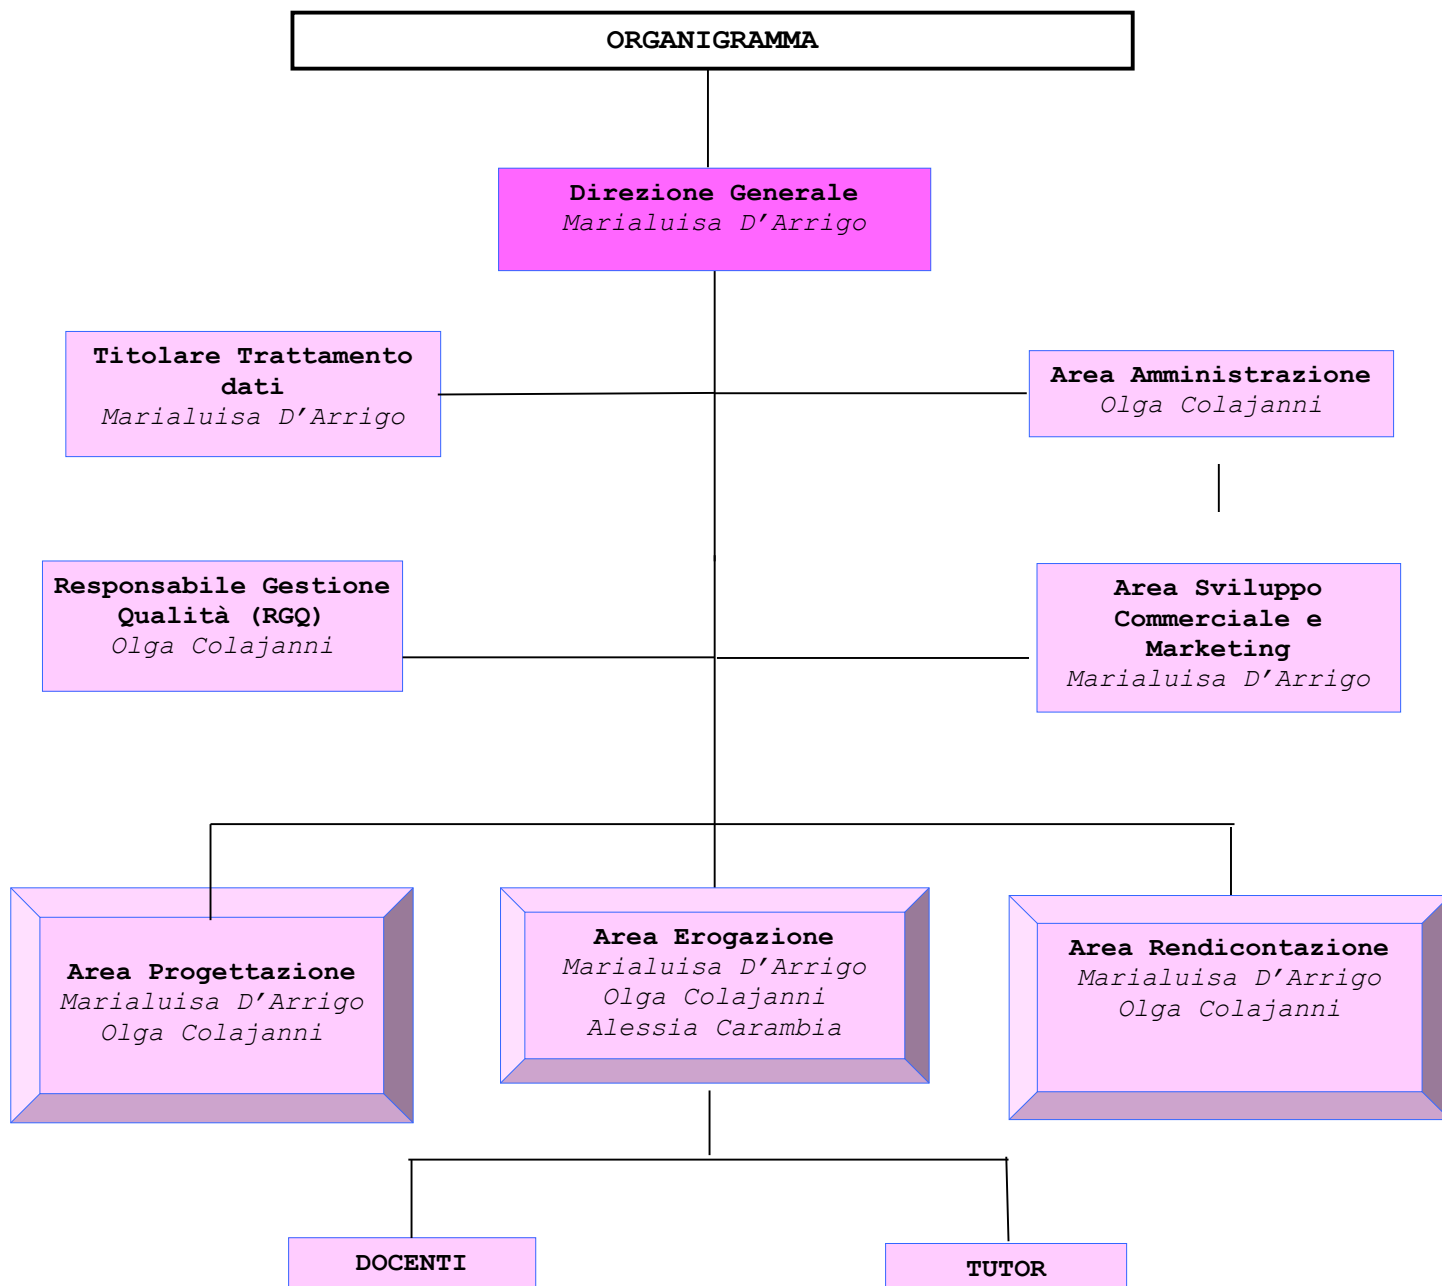 ORGANIGRAMMA
Direzione Generale
Marialuisa D’Arrigo
Titolare Trattamento
dati
Marialuisa D’Arrigo
Area Amministrazione
Olga Colajanni
Responsabile Gestione
Qualità (RGQ)
Olga Colajanni
Area Sviluppo
Commerciale e
Marketing
Marialuisa D’Arrigo
Area Progettazione
Marialuisa D’Arrigo
Olga Colajanni
Area Erogazione
Marialuisa D’Arrigo
Olga Colajanni
Alessia Carambia
Area Rendicontazione
Marialuisa D’Arrigo
Olga Colajanni
DOCENTI
TUTOR